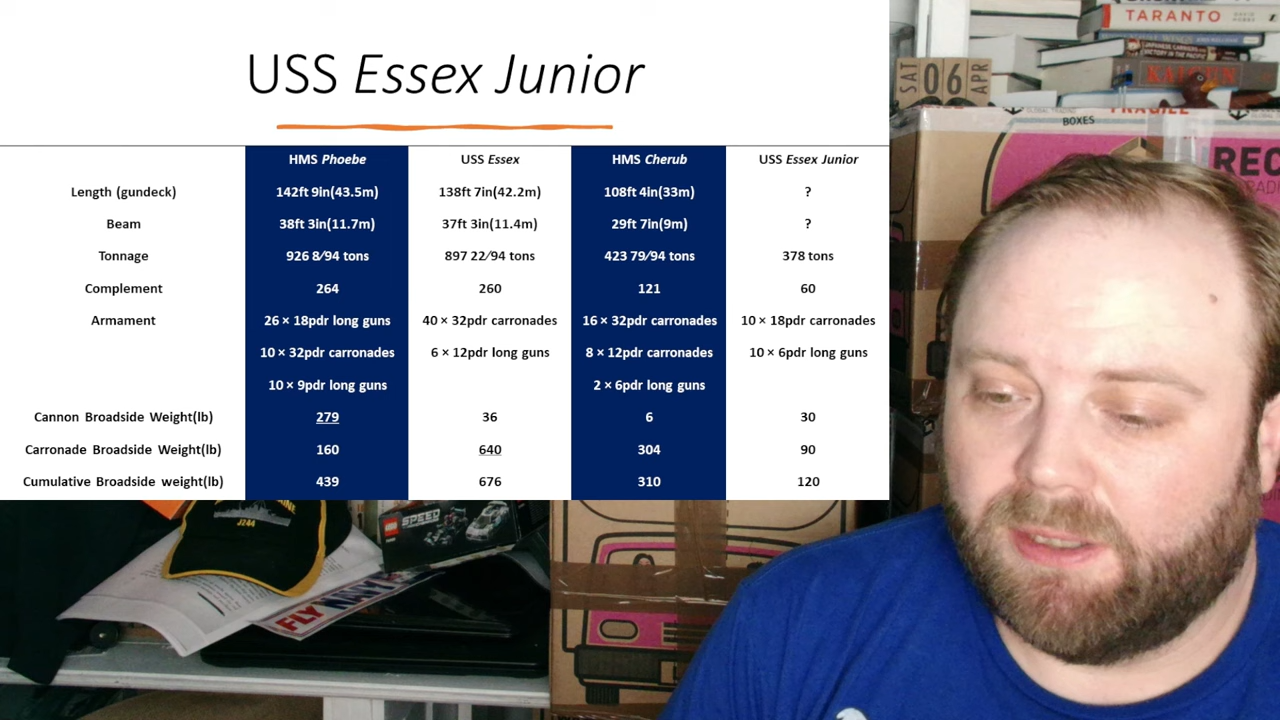 USS Essex Junior
HMS Phoebe USS Essex HMS Cherub USS Essex Junior
Length (gundeck) 142ft 9in(43.5m) 138ft 7in(42.2m) 108ft 4in(33m) ?
Beam 38ft 3in(11.7m) 37ft 3in(11.4m) 29ft 7in(9m) ?
Tonnage 926 8⁄94 tons 897 22⁄94 tons 423 79⁄94 tons 378 tons
Complement 264 260 121 60
Armament 26 × 18pdr long guns 40 × 32pdr carronades 16 × 32pdr carronades 10 × 18pdr carronades
10 × 32pdr carronades 6 × 12pdr long guns 8 × 12pdr carronades 10 × 6pdr long guns
10 × 9pdr long guns 2 × 6pdr long guns
Cannon Broadside Weight(lb) 279 36 6 30
Carronade Broadside Weight(lb) 160 640 304 90
Cumulative Broadside weight(lb) 439 676 310 120
TARANTO
KAIGUN
SAT 06 APR
FRAGILE
BOXES
REC
J244
SPEED
FLY NAVY